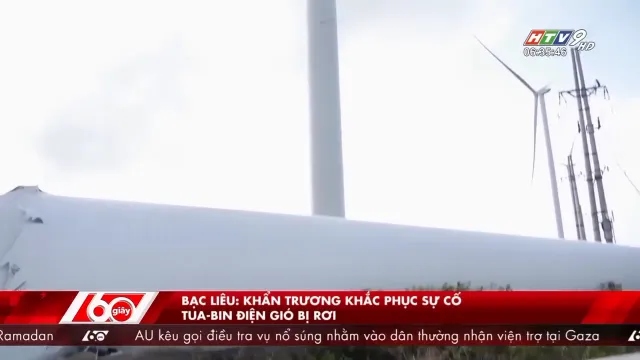 HTV9 HD
06:35:46
60 giây
BẠC LIÊU: KHẨN TRƯƠNG KHẮC PHỤC SỰ CỐ
TUA-BIN ĐIỆN GIÓ BỊ RƠI
Ramadan 60 AU kêu gọi điều tra vụ nổ súng nhằm vào dân thường nhận viện trợ tại Gaza